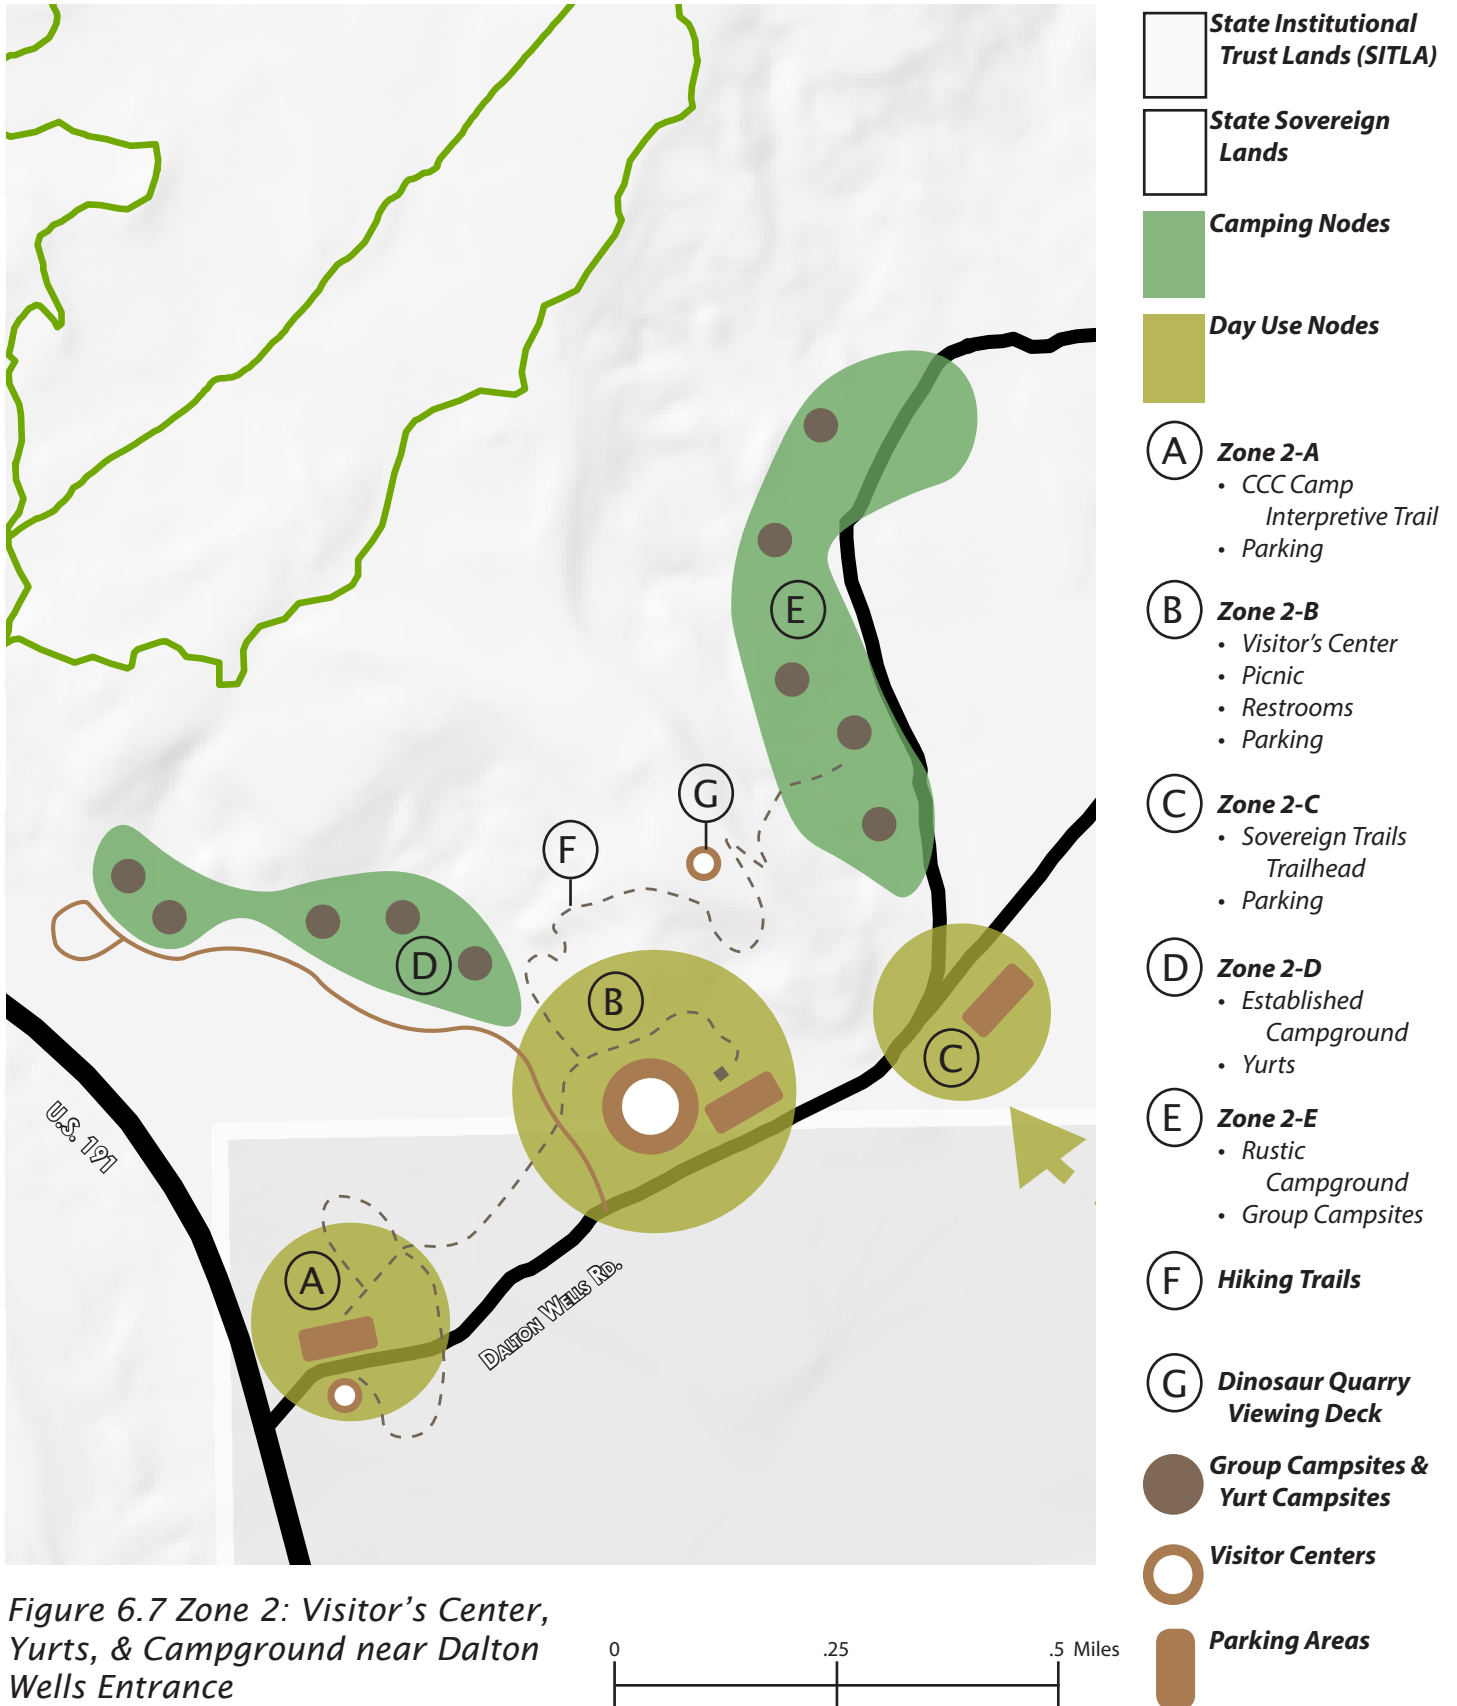 State Institutional
Trust Lands (SITLA)
State Sovereign
Lands
Camping Nodes
Day Use Nodes
A
Zone 2-A
• CCC Camp
Interpretive Trail
• Parking
B
Zone 2-B
• Visitor’s Center
• Picnic
• Restrooms
• Parking
C
Zone 2-C
• Sovereign Trails
Trailhead
• Parking
D
Zone 2-D
• Established
Campground
• Yurts
E
Zone 2-E
• Rustic
Campground
• Group Campsites
F
Hiking Trails
G
Dinosaur Quarry
Viewing Deck
Group Campsites &
Yurt Campsites
Visitor Centers
Parking Areas
E
G
F
D
B
C
A
U.S. 191
DALTON WELLS RD.
Figure 6.7 Zone 2: Visitor’s Center,
Yurts, & Campground near Dalton
Wells Entrance
0 .25 .5 Miles